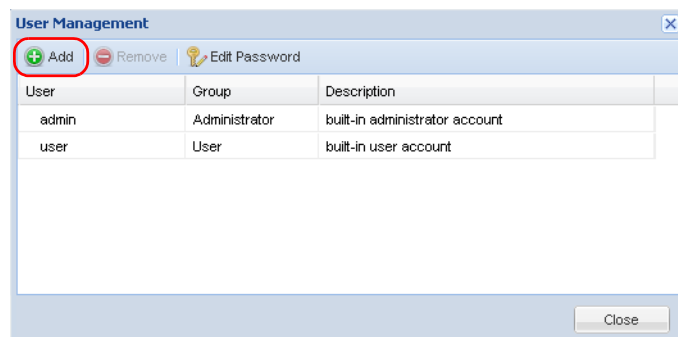 User Management
Add Remove Edit Password
User Group Description
admin Administrator built-in administrator account
user User built-in user account
Close